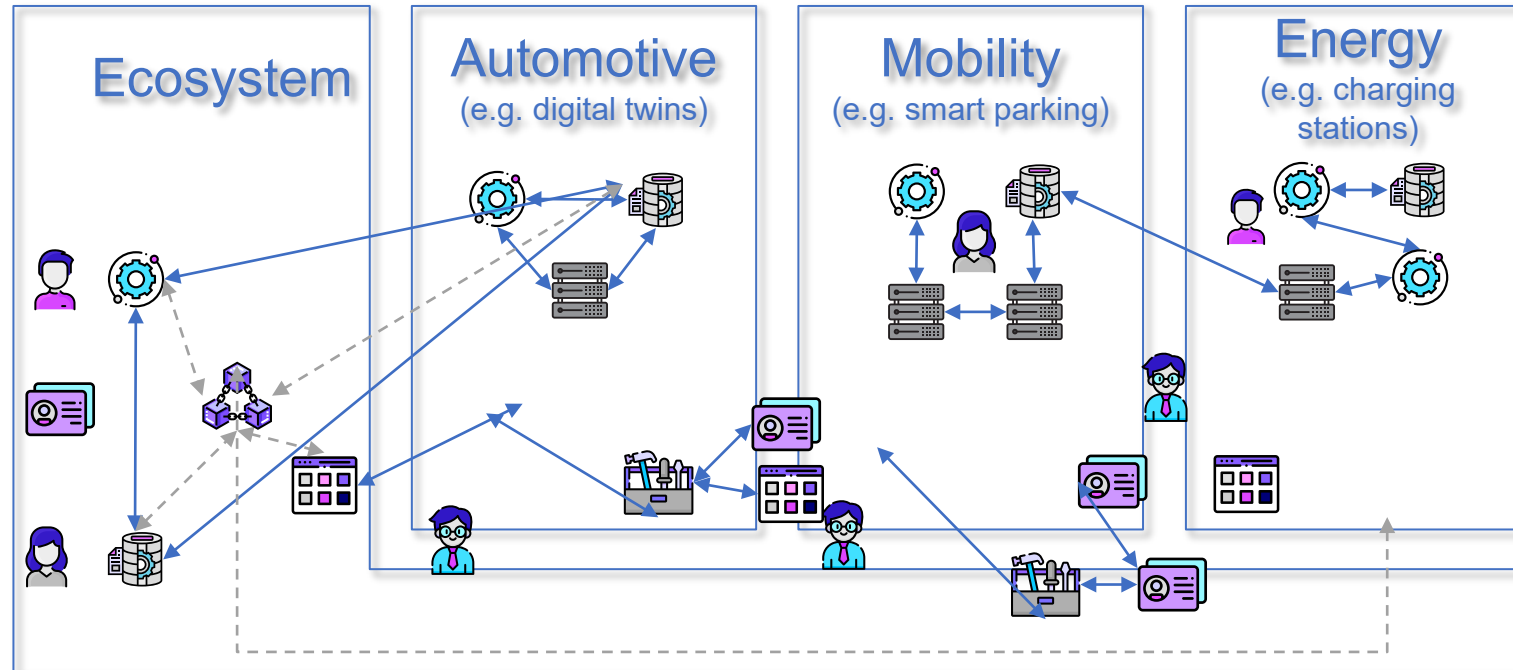 Ecosystem
Automotive
(e.g. digital twins)
Mobility
(e.g. smart parking)
Energy
(e.g. charging
stations)